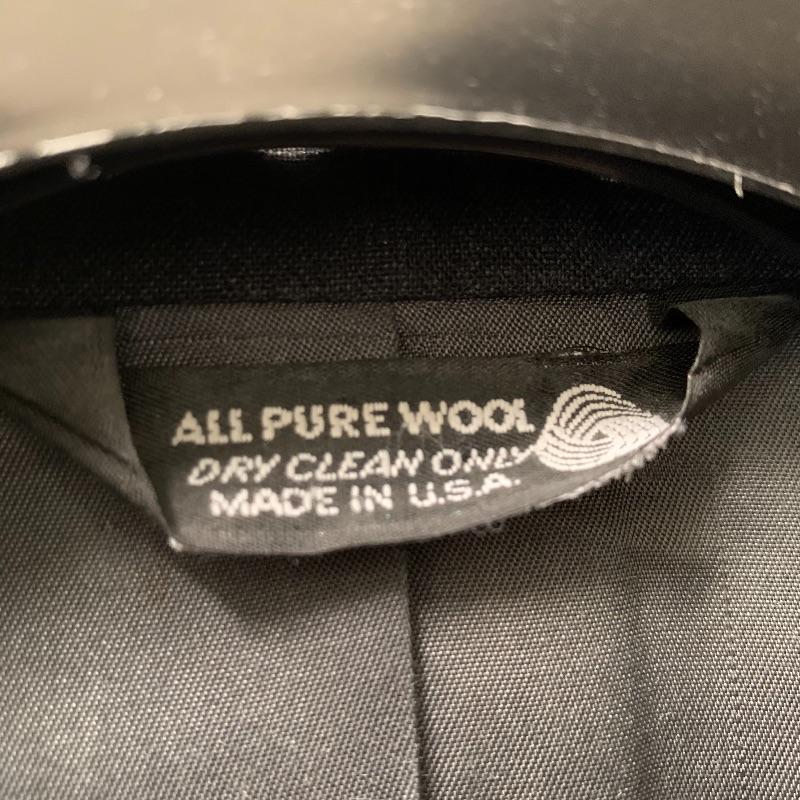 ALL PURE WOOL
DRY CLEAN ONLY
MADE IN U.S.A.